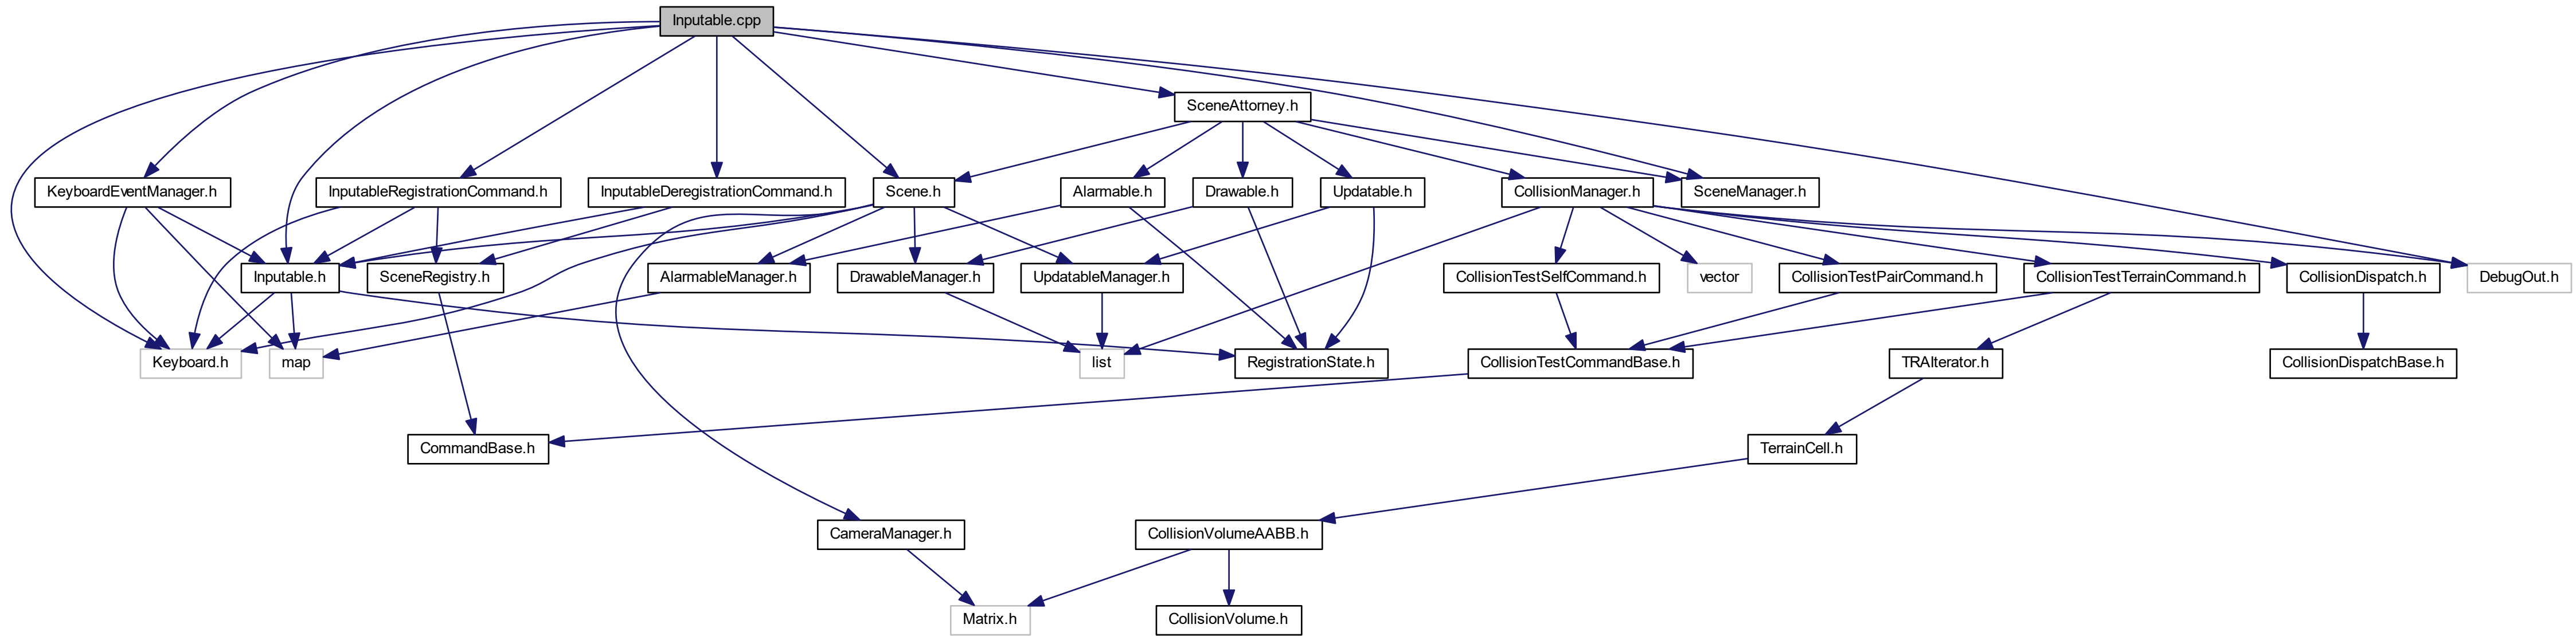 Inputable.cpp
SceneAttorney.h
KeyboardEventManager.h
InputableRegistrationCommand.h
InputableDeregistrationCommand.h
Scene.h
Alarmable.h
Drawable.h
Updatable.h
CollisionManager.h
SceneManager.h
Inputable.h
SceneRegistry.h
AlarmableManager.h
DrawableManager.h
UpdatableManager.h
CollisionTestSelfCommand.h
vector
CollisionTestPairCommand.h
CollisionTestTerrainCommand.h
CollisionDispatch.h
DebugOut.h
Keyboard.h
map
list
RegistrationState.h
CollisionTestCommandBase.h
TRAIterator.h
CollisionDispatchBase.h
CommandBase.h
TerrainCell.h
CameraManager.h
CollisionVolumeAABB.h
Matrix.h
CollisionVolume.h